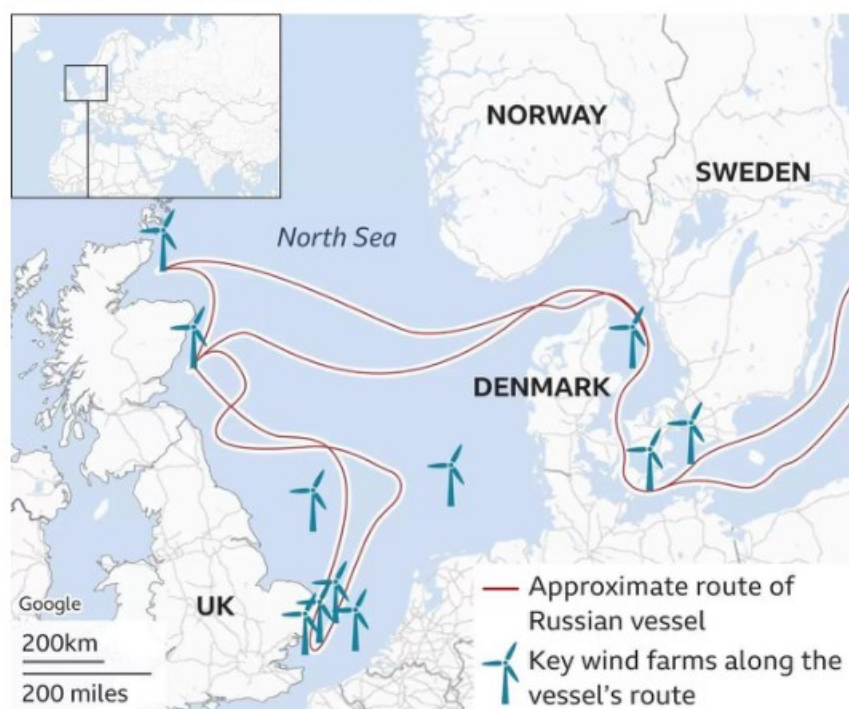 NORWAY
SWEDEN
North Sea
DENMARK
UK
Google
200km
200 miles
Approximate route of
Russian vessel
Key wind farms along the
vessel's route